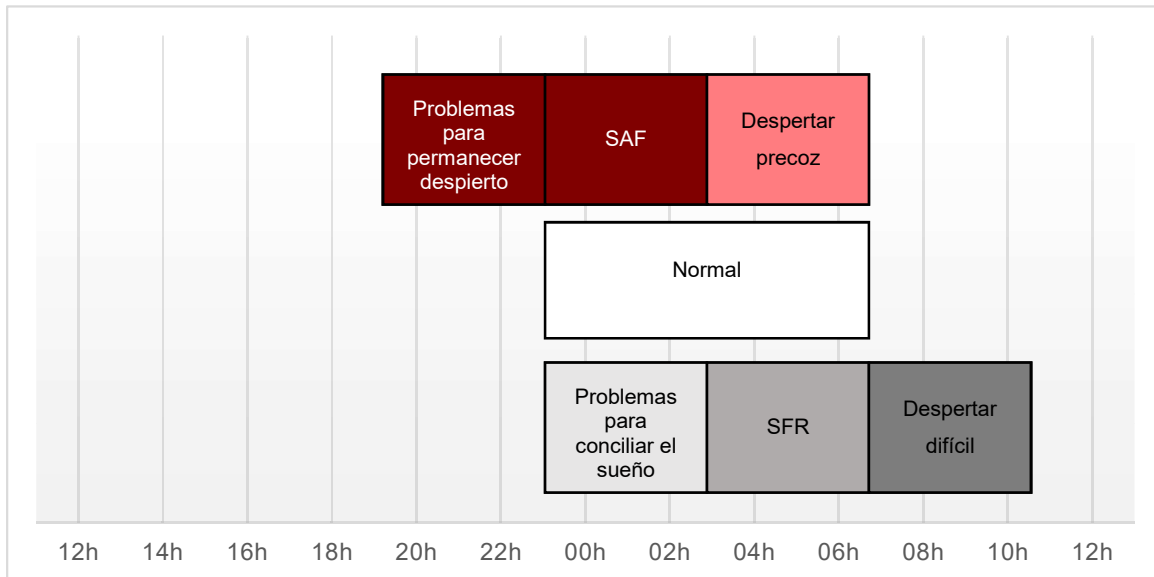 Problemas
para
permanecer
despierto
SAF
Despertar
precoz
Normal
Problemas
para
conciliar el
sueño
SFR
Despertar
difícil
12h 14h 16h 18h 20h 22h 00h 02h 04h 06h 08h 10h 12h